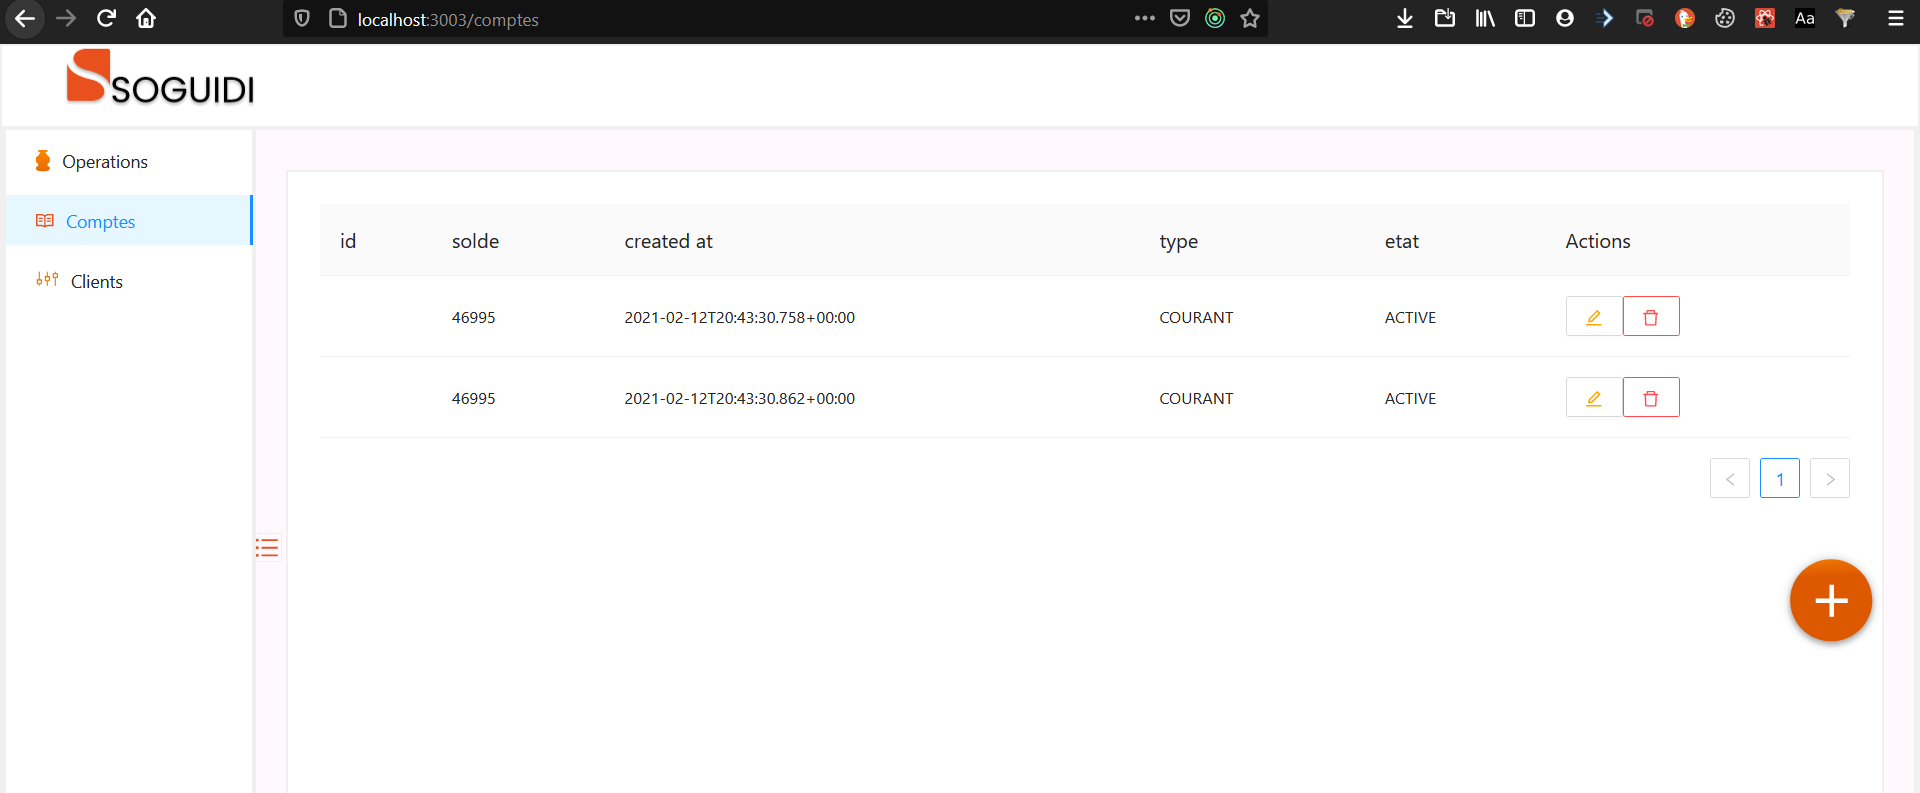 localhost:3003/comptes
Aa
SOGUIDI
Operations
Comptes
Clients
id solde created at type etat Actions
46995 2021-02-12T20:43:30.758+00:00 COURANT ACTIVE
46995 2021-02-12T20:43:30.862+00:00 COURANT ACTIVE
< 1 >